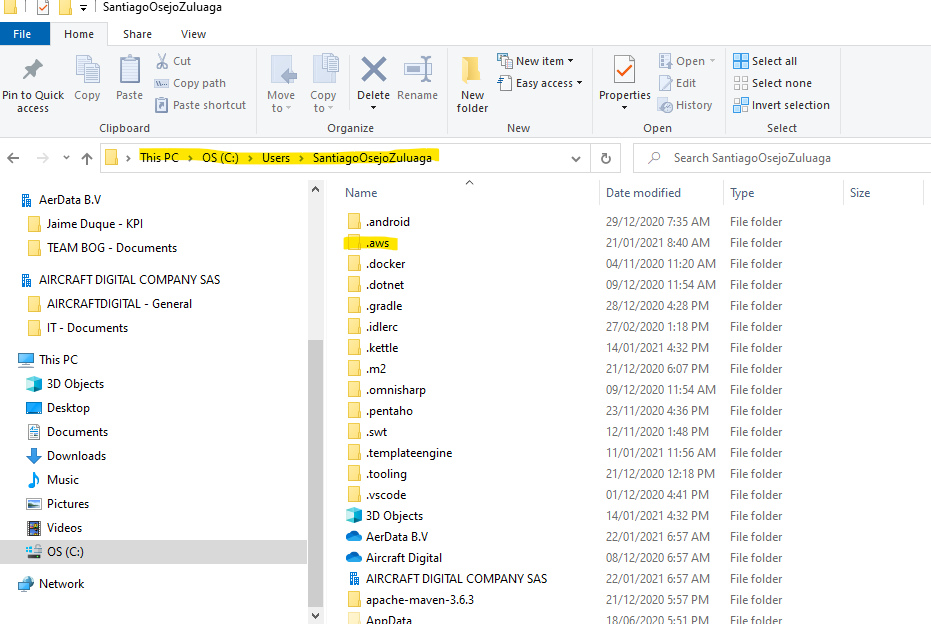 SantiagoOsejoZuluaga
File Home Share View
Pin to Quick access
Copy
Paste
Cut
Copy path
Paste shortcut
Clipboard
Move to
Copy to
Delete
Rename
Organize
New folder
New item
Easy access
New
Properties
Open
Edit
History
Open
Select all
Select none
Invert selection
Select
This PC > OS (C:) > Users > SantiagoOsejoZuluaga
Search SantiagoOsejoZuluaga
AerData B.V
Jaime Duque - KPI
TEAM BOG - Documents
AIRCRAFT DIGITAL COMPANY SAS
AIRCRAFTDIGITAL - General
IT - Documents
This PC
3D Objects
Desktop
Documents
Downloads
Music
Pictures
Videos
OS (C:)
Network
Name Date modified Type Size
.android 29/12/2020 7:35 AM File folder
.aws 21/01/2021 8:40 AM File folder
.docker 04/11/2020 11:20 AM File folder
.dotnet 09/12/2020 11:54 AM File folder
.gradle 28/12/2020 4:28 PM File folder
.idlerc 27/02/2020 1:18 PM File folder
.kettle 14/01/2021 4:32 PM File folder
.m2 21/12/2020 6:07 PM File folder
.omnisharp 09/12/2020 11:54 AM File folder
.pentaho 23/11/2020 4:36 PM File folder
.swt 12/11/2020 1:48 PM File folder
.templateengine 11/01/2021 11:56 AM File folder
.tooling 21/12/2020 12:18 PM File folder
.vscode 01/12/2020 4:41 PM File folder
3D Objects 14/01/2021 4:32 PM File folder
AerData B.V 22/01/2021 6:57 AM File folder
Aircraft Digital 08/12/2020 6:57 AM File folder
AIRCRAFT DIGITAL COMPANY SAS 22/01/2021 6:57 AM File folder
apache-maven-3.6.3 21/12/2020 5:57 PM File folder
AppData 18/06/2020 5:51 PM File folder